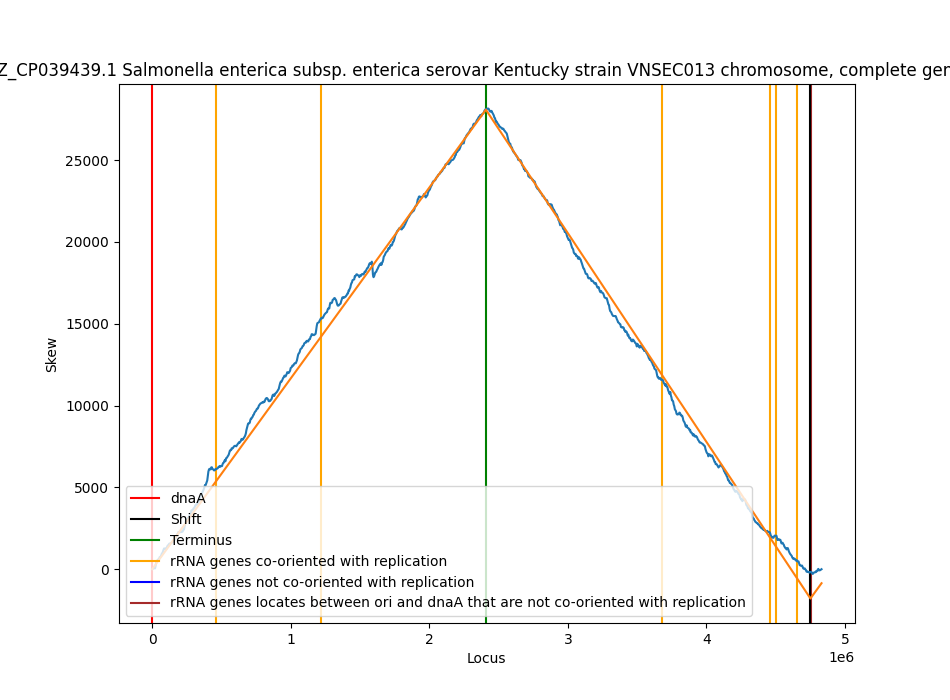 Z_CP039439.1 Salmonella enterica subsp. enterica serovar Kentucky strain VNSEC013 chromosome, complete gen
25000
20000
15000
10000
5000
0
Skew
dnaA
Shift
Terminus
rRNA genes co-oriented with replication
rRNA genes not co-oriented with replication
rRNA genes locates between ori and dnaA that are not co-oriented with replication
0 1 2 3 4 5
1e6
Locus